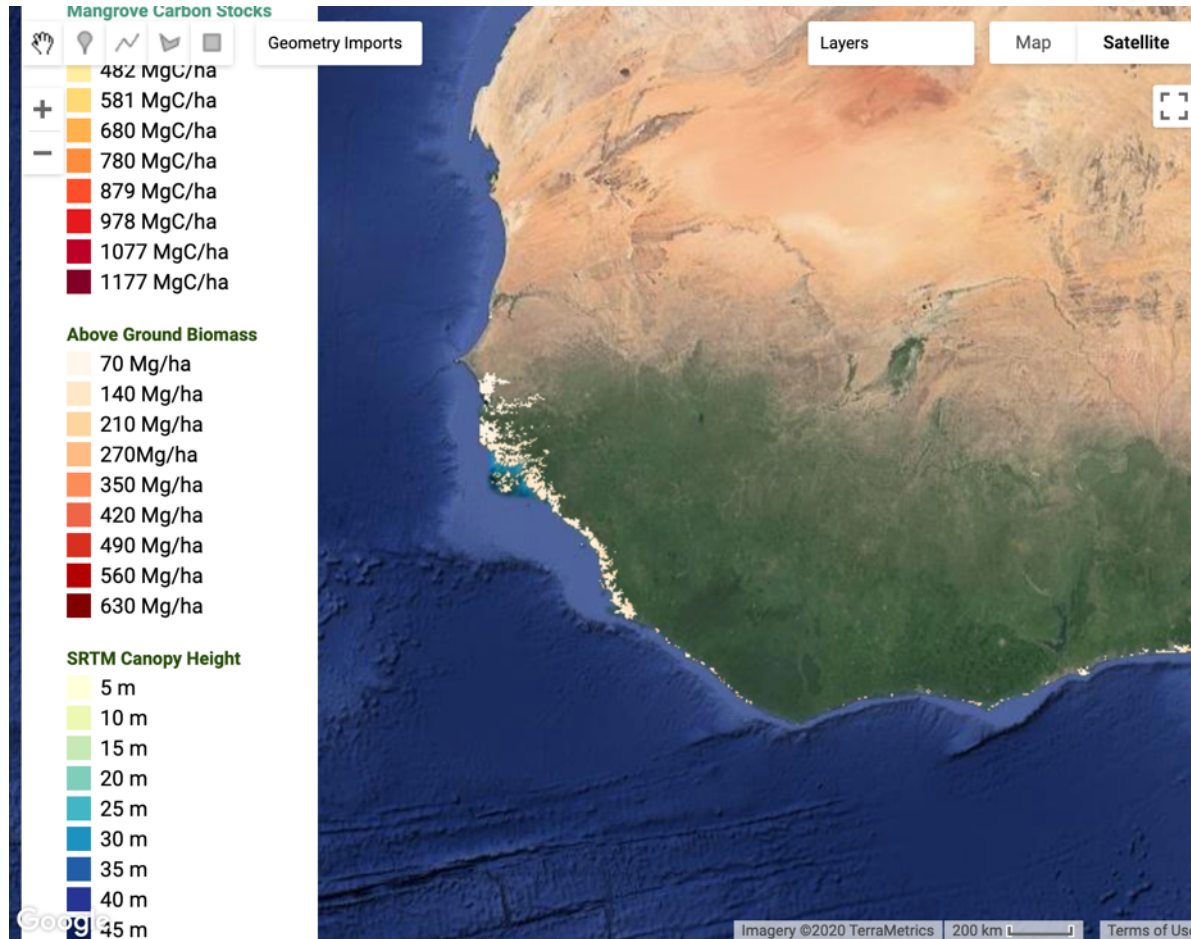 Mangrove Carbon Stocks
Geometry Imports
Layers
Map
Satellite
482 MgC/ha
581 MgC/ha
680 MgC/ha
780 MgC/ha
879 MgC/ha
978 MgC/ha
1077 MgC/ha
1177 MgC/ha
Above Ground Biomass
70 Mg/ha
140 Mg/ha
210 Mg/ha
270Mg/ha
350 Mg/ha
420 Mg/ha
490 Mg/ha
560 Mg/ha
630 Mg/ha
SRTM Canopy Height
5 m
10 m
15 m
20 m
25 m
30 m
35 m
40 m
45 m
Google
Imagery ©2020 TerraMetrics
200 km
Terms of Use